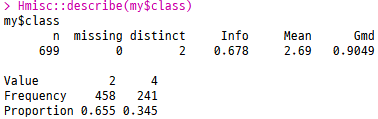 > Hmisc::describe(my$class)
my$class
n missing distinct Info Mean Gmd
699 0 2 0.678 2.69 0.9049
Value 2 4
Frequency 458 241
Proportion 0.655 0.345